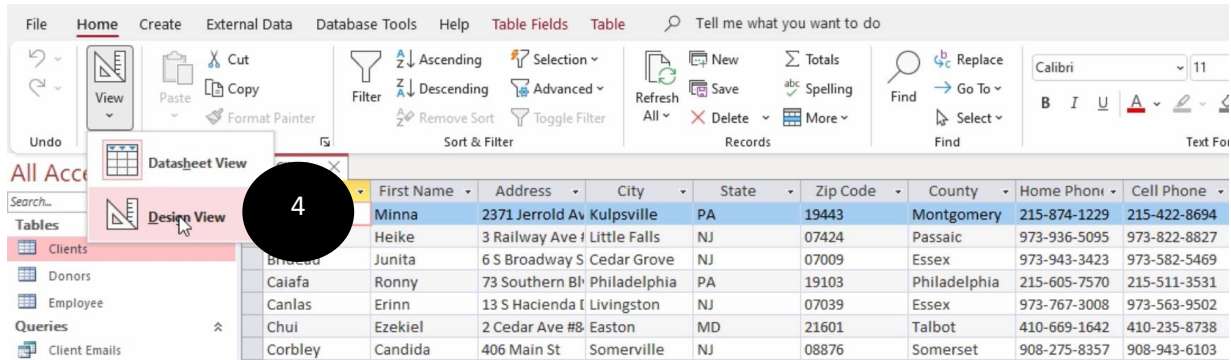 File Home Create External Data Database Tools Help Table Fields Table Tell me what you want to do
View
Paste
Cut
Copy
Format Painter
Filter
Ascending
Descending
Remove Sort
Selection
Advanced
Toggle Filter
Refresh
All
New
Save
Delete
Totals
Spelling
More
Find
Replace
Go To
Select
Calibri 11
B I U A
Undo Sort & Filter Records Find
Datasheet View
Design View
4
Search...
Tables
Clients
Donors
Employee
Queries
Client Emails
First Name Address City State Zip Code County Home Phone Cell Phone
Minna 2371 Jerrold Av Kulpsville PA 19443 Montgomery 215-874-1229 215-422-8694
Heike 3 Railway Ave # Little Falls NJ 07424 Passaic 973-936-5095 973-822-8827
Junita 6 S Broadway S Cedar Grove NJ 07009 Essex 973-943-3423 973-582-5469
Caiafa Ronny 73 Southern Bl Philadelphia PA 19103 Philadelphia 215-605-7570 215-511-3531
Canlas Erinn 13 S Hacienda Livingston NJ 07039 Essex 973-767-3008 973-563-9502
Chui Ezekiel 2 Cedar Ave #8 Easton MD 21601 Talbot 410-669-1642 410-235-8738
Corbley Candida 406 Main St Somerville NJ 08876 Somerset 908-275-8357 908-943-6103